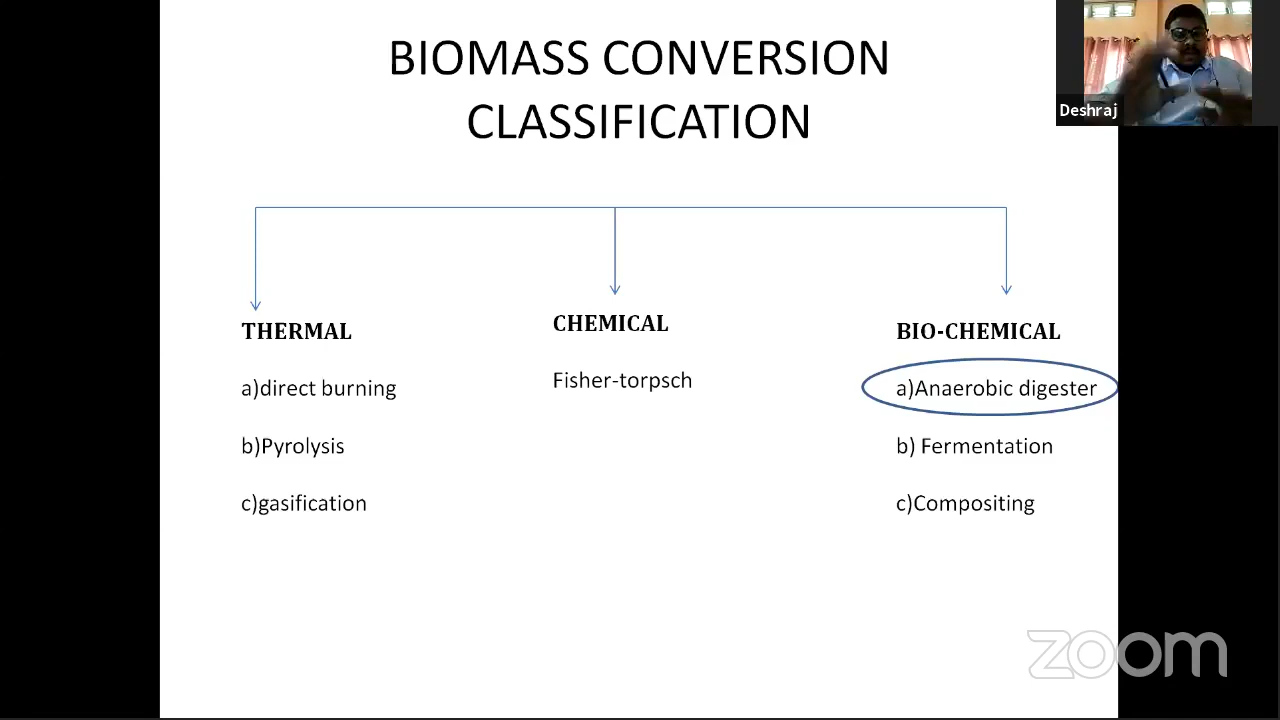 BIOMASS CONVERSION
CLASSIFICATION
Deshraj
THERMAL
a)direct burning
b)Pyrolysis
c)gasification
CHEMICAL
Fisher-torpsch
BIO-CHEMICAL
a)Anaerobic digester
b) Fermentation
c)Compositing
zoom